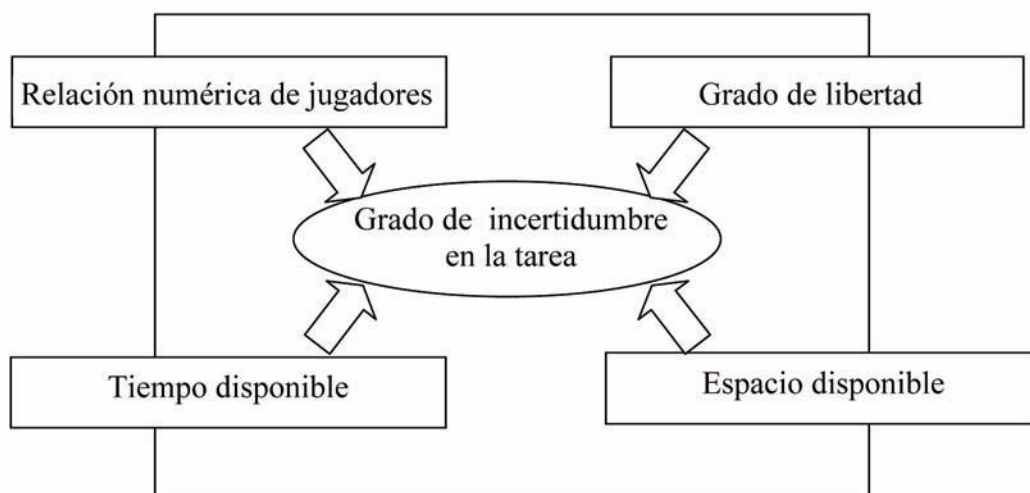 Relación numérica de jugadores
Grado de libertad
Grado de incertidumbre
en la tarea
Tiempo disponible
Espacio disponible